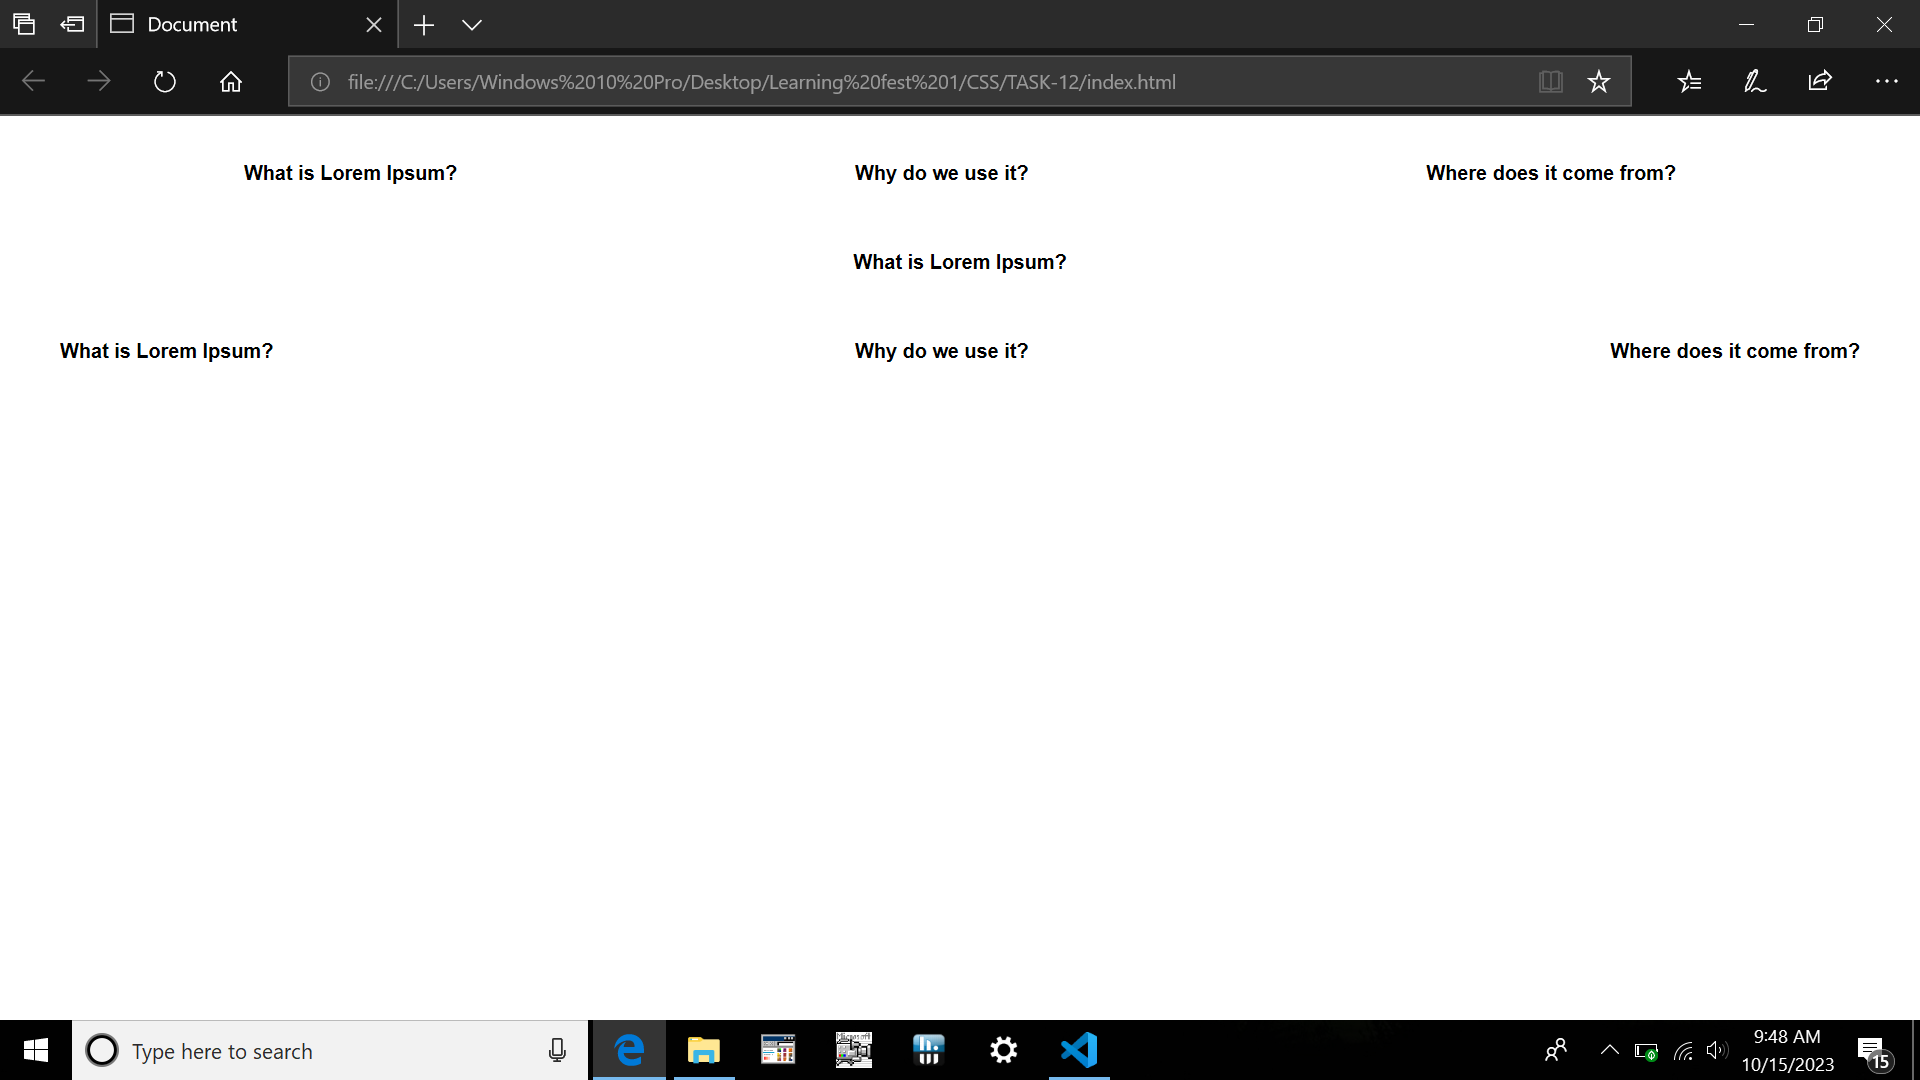 Document
file:///C:/Users/Windows%2010%20Pro/Desktop/Learning%20fest%201/CSS/TASK-12/index.html
What is Lorem Ipsum? Why do we use it? Where does it come from?
What is Lorem Ipsum?
What is Lorem Ipsum? Why do we use it? Where does it come from?
Type here to search
9:48 AM
10/15/2023
15